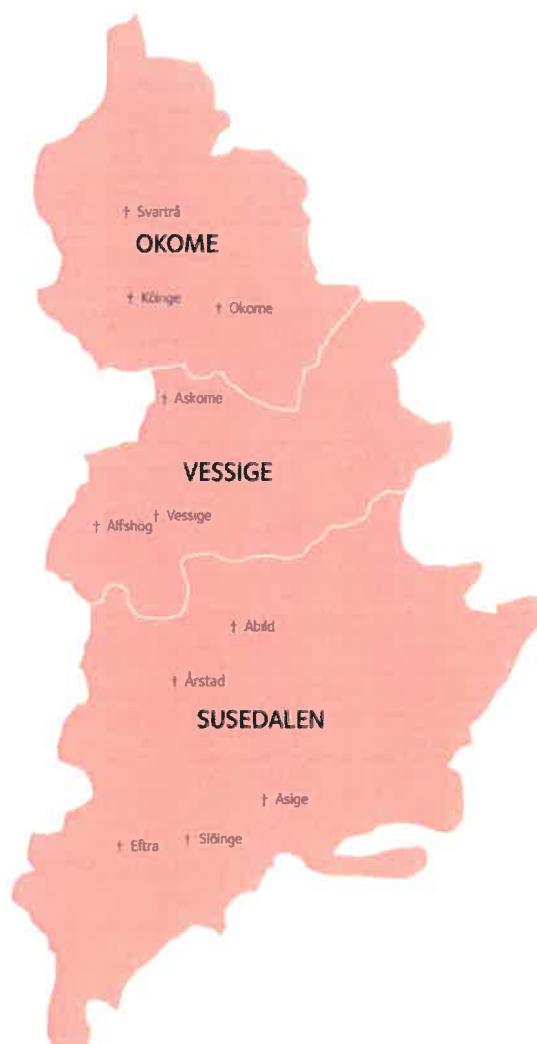 † Svartrå
OKOME
† Köinge
† Okome
† Askome
VESSIGE
† Alfshög
† Vessige
† Abild
† Årstad
SUSEDALEN
† Asige
† Eftra
† Slöinge